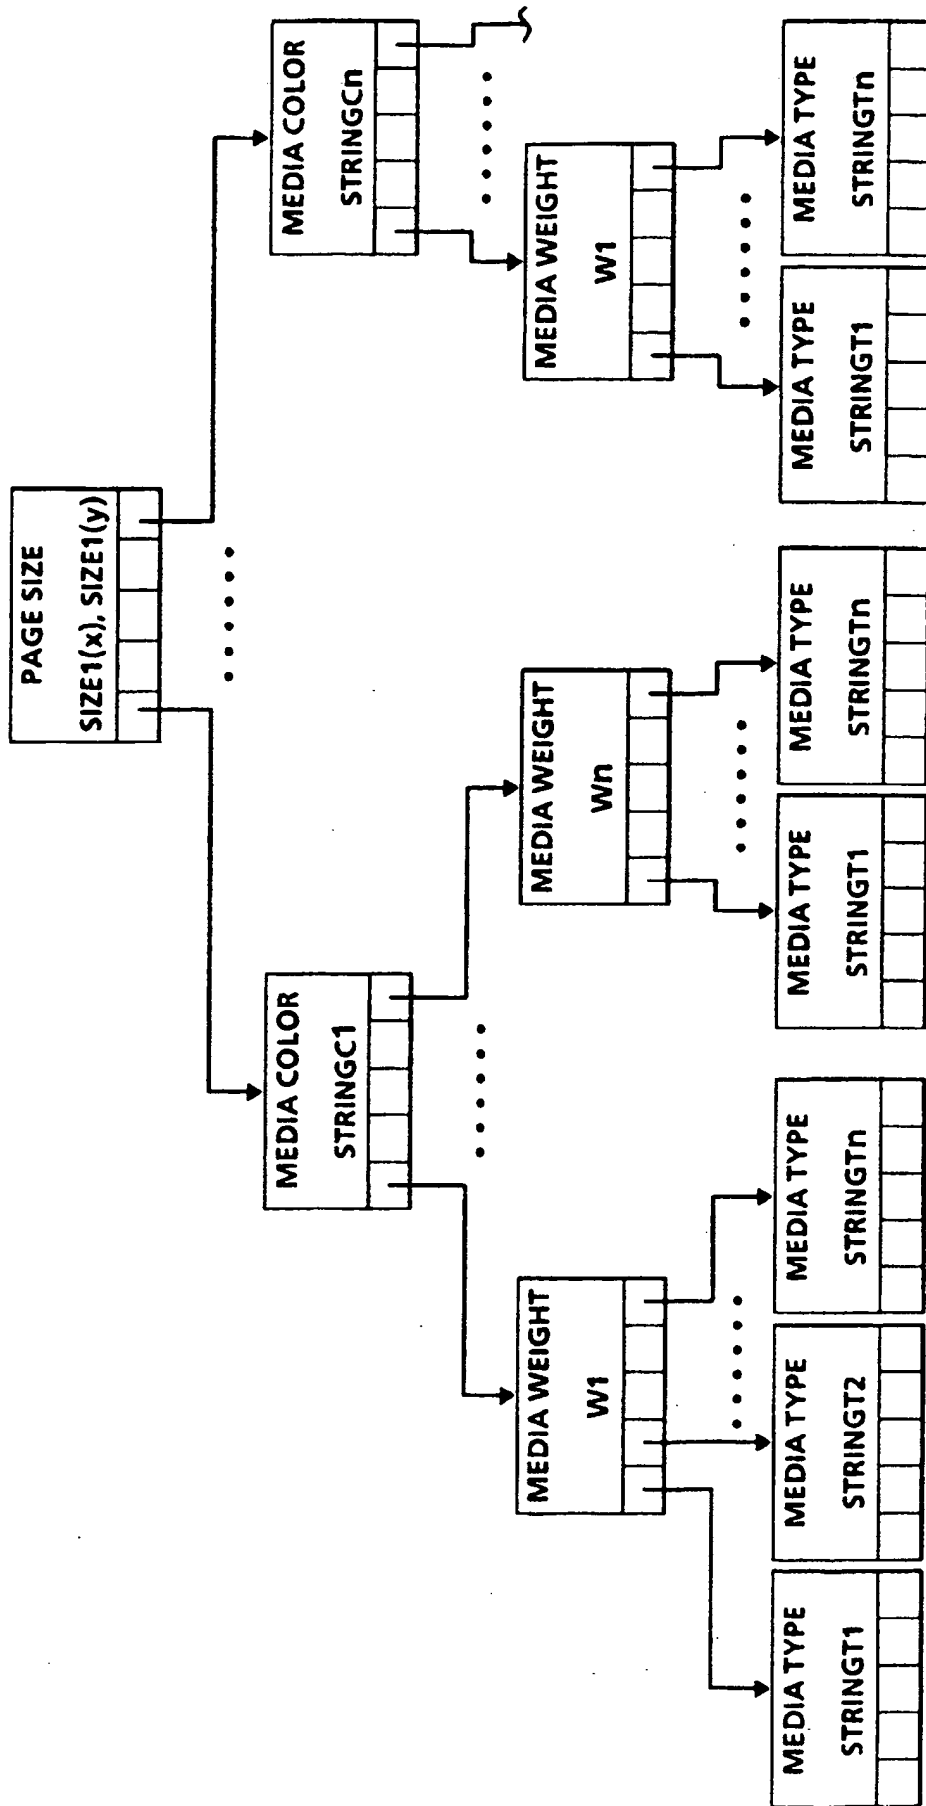 PAGE SIZE
SIZE1(x), SIZE1(y)
MEDIA COLOR
STRINGC1
MEDIA COLOR
STRINGCn
MEDIA WEIGHT
W1
MEDIA WEIGHT
Wn
MEDIA WEIGHT
W1
MEDIA TYPE
STRINGT1
MEDIA TYPE
STRINGT2
MEDIA TYPE
STRINGTn
MEDIA TYPE
STRINGT1
MEDIA TYPE
STRINGTn
MEDIA TYPE
STRINGT1
MEDIA TYPE
STRINGTn